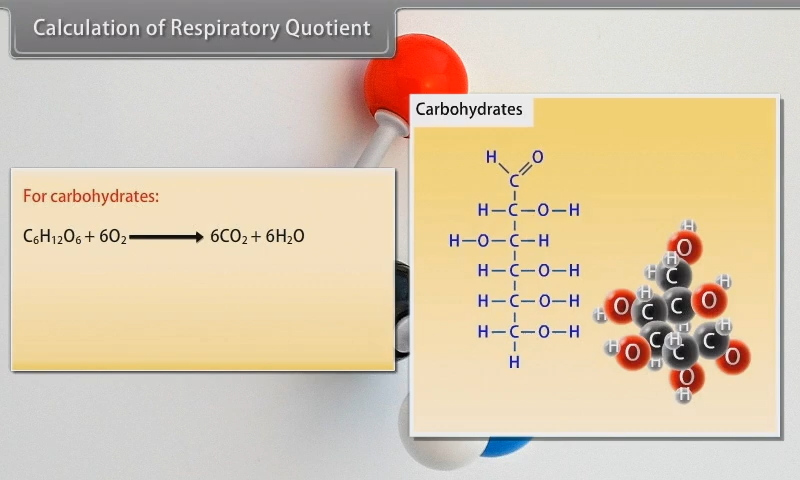 Calculation of Respiratory Quotient
For carbohydrates:
C₆H₁₂O₆ + 6O₂ ⟶ 6CO₂ + 6H₂O
Carbohydrates
H O
C
H—C—O—H
H—O—C—H
H—C—O—H
H—C—O—H
H—C—O—H
H
H
O
H
H C H
O H C C O
H
H H
C H C H
H O H C O
O
H